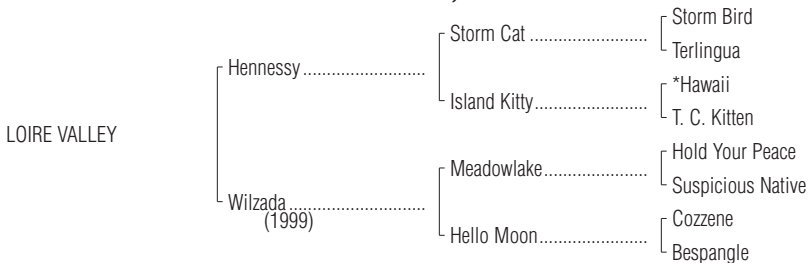 Storm Bird
Storm Cat ..........................
Terlingua
Hennessy ..........................
*Hawaii
Island Kitty ........................
T. C. Kitten
LOIRE VALLEY
Hold Your Peace
Meadowlake ......................
Suspicious Native
Wilzada .............................
(1999)
Cozzene
Hello Moon .......................
Bespangle